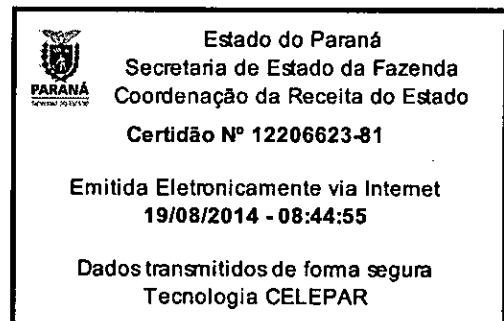 Estado do Paraná
Secretaria de Estado da Fazenda
PARANÁ
Coordenação da Receita do Estado
Certidão Nº 12206623-81
Emitida Eletronicamente via Internet
19/08/2014 - 08:44:55
Dados transmitidos de forma segura
Tecnologia CELEPAR